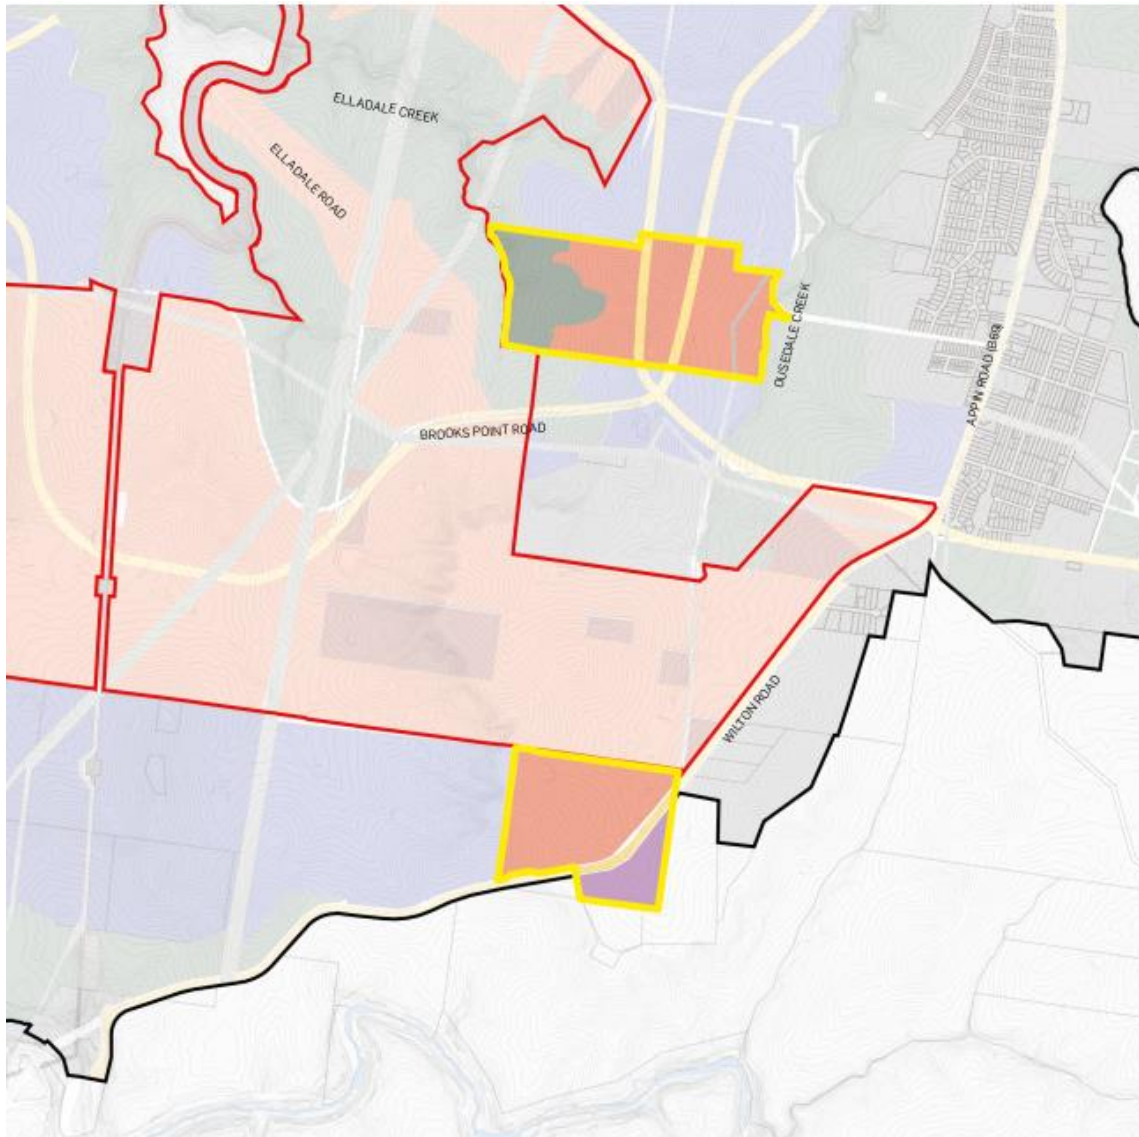 ELLADALE CREEK
ELLADALE ROAD
OUSEDALE CREEK
APPIN ROAD (B69)
BROOKS POINT ROAD
WILTON ROAD